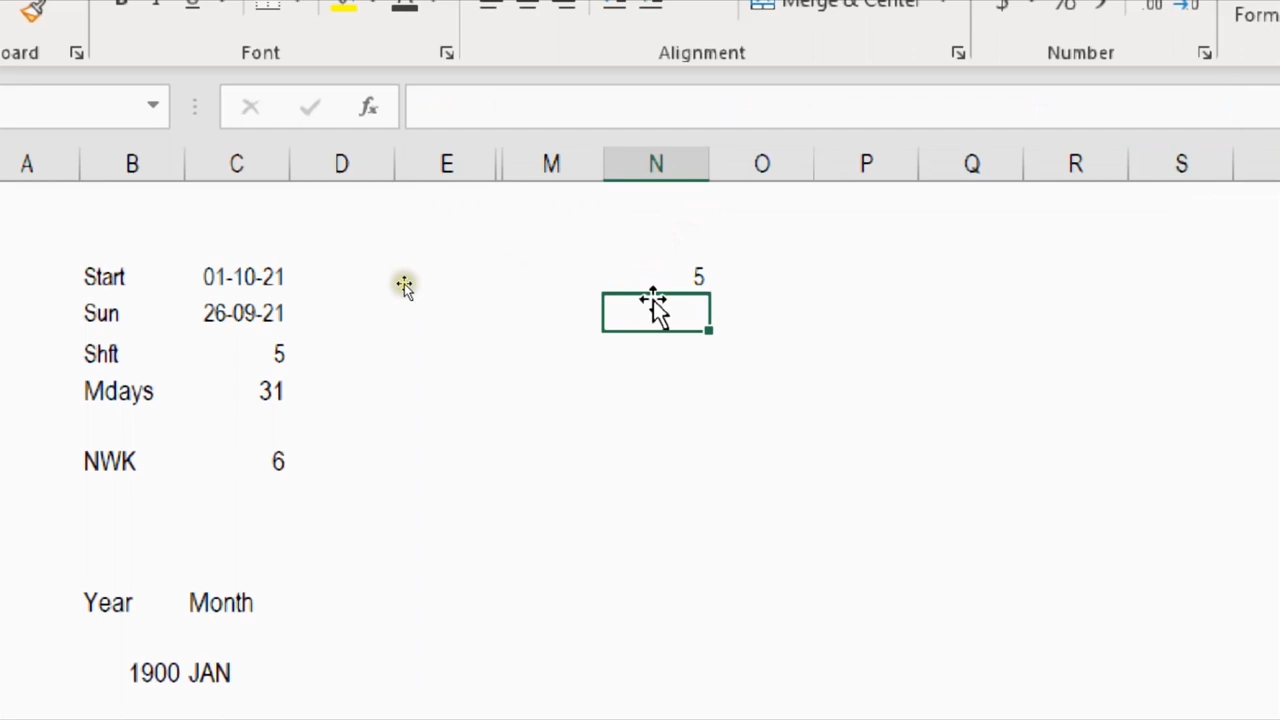 Merge & Center
$ %
.00
Form
oard Font Alignment Number
fx
A B C D E M N O P Q R S
Start 01-10-21 5
Sun 26-09-21
Shft 5
Mdays 31
NWK 6
Year Month
1900 JAN